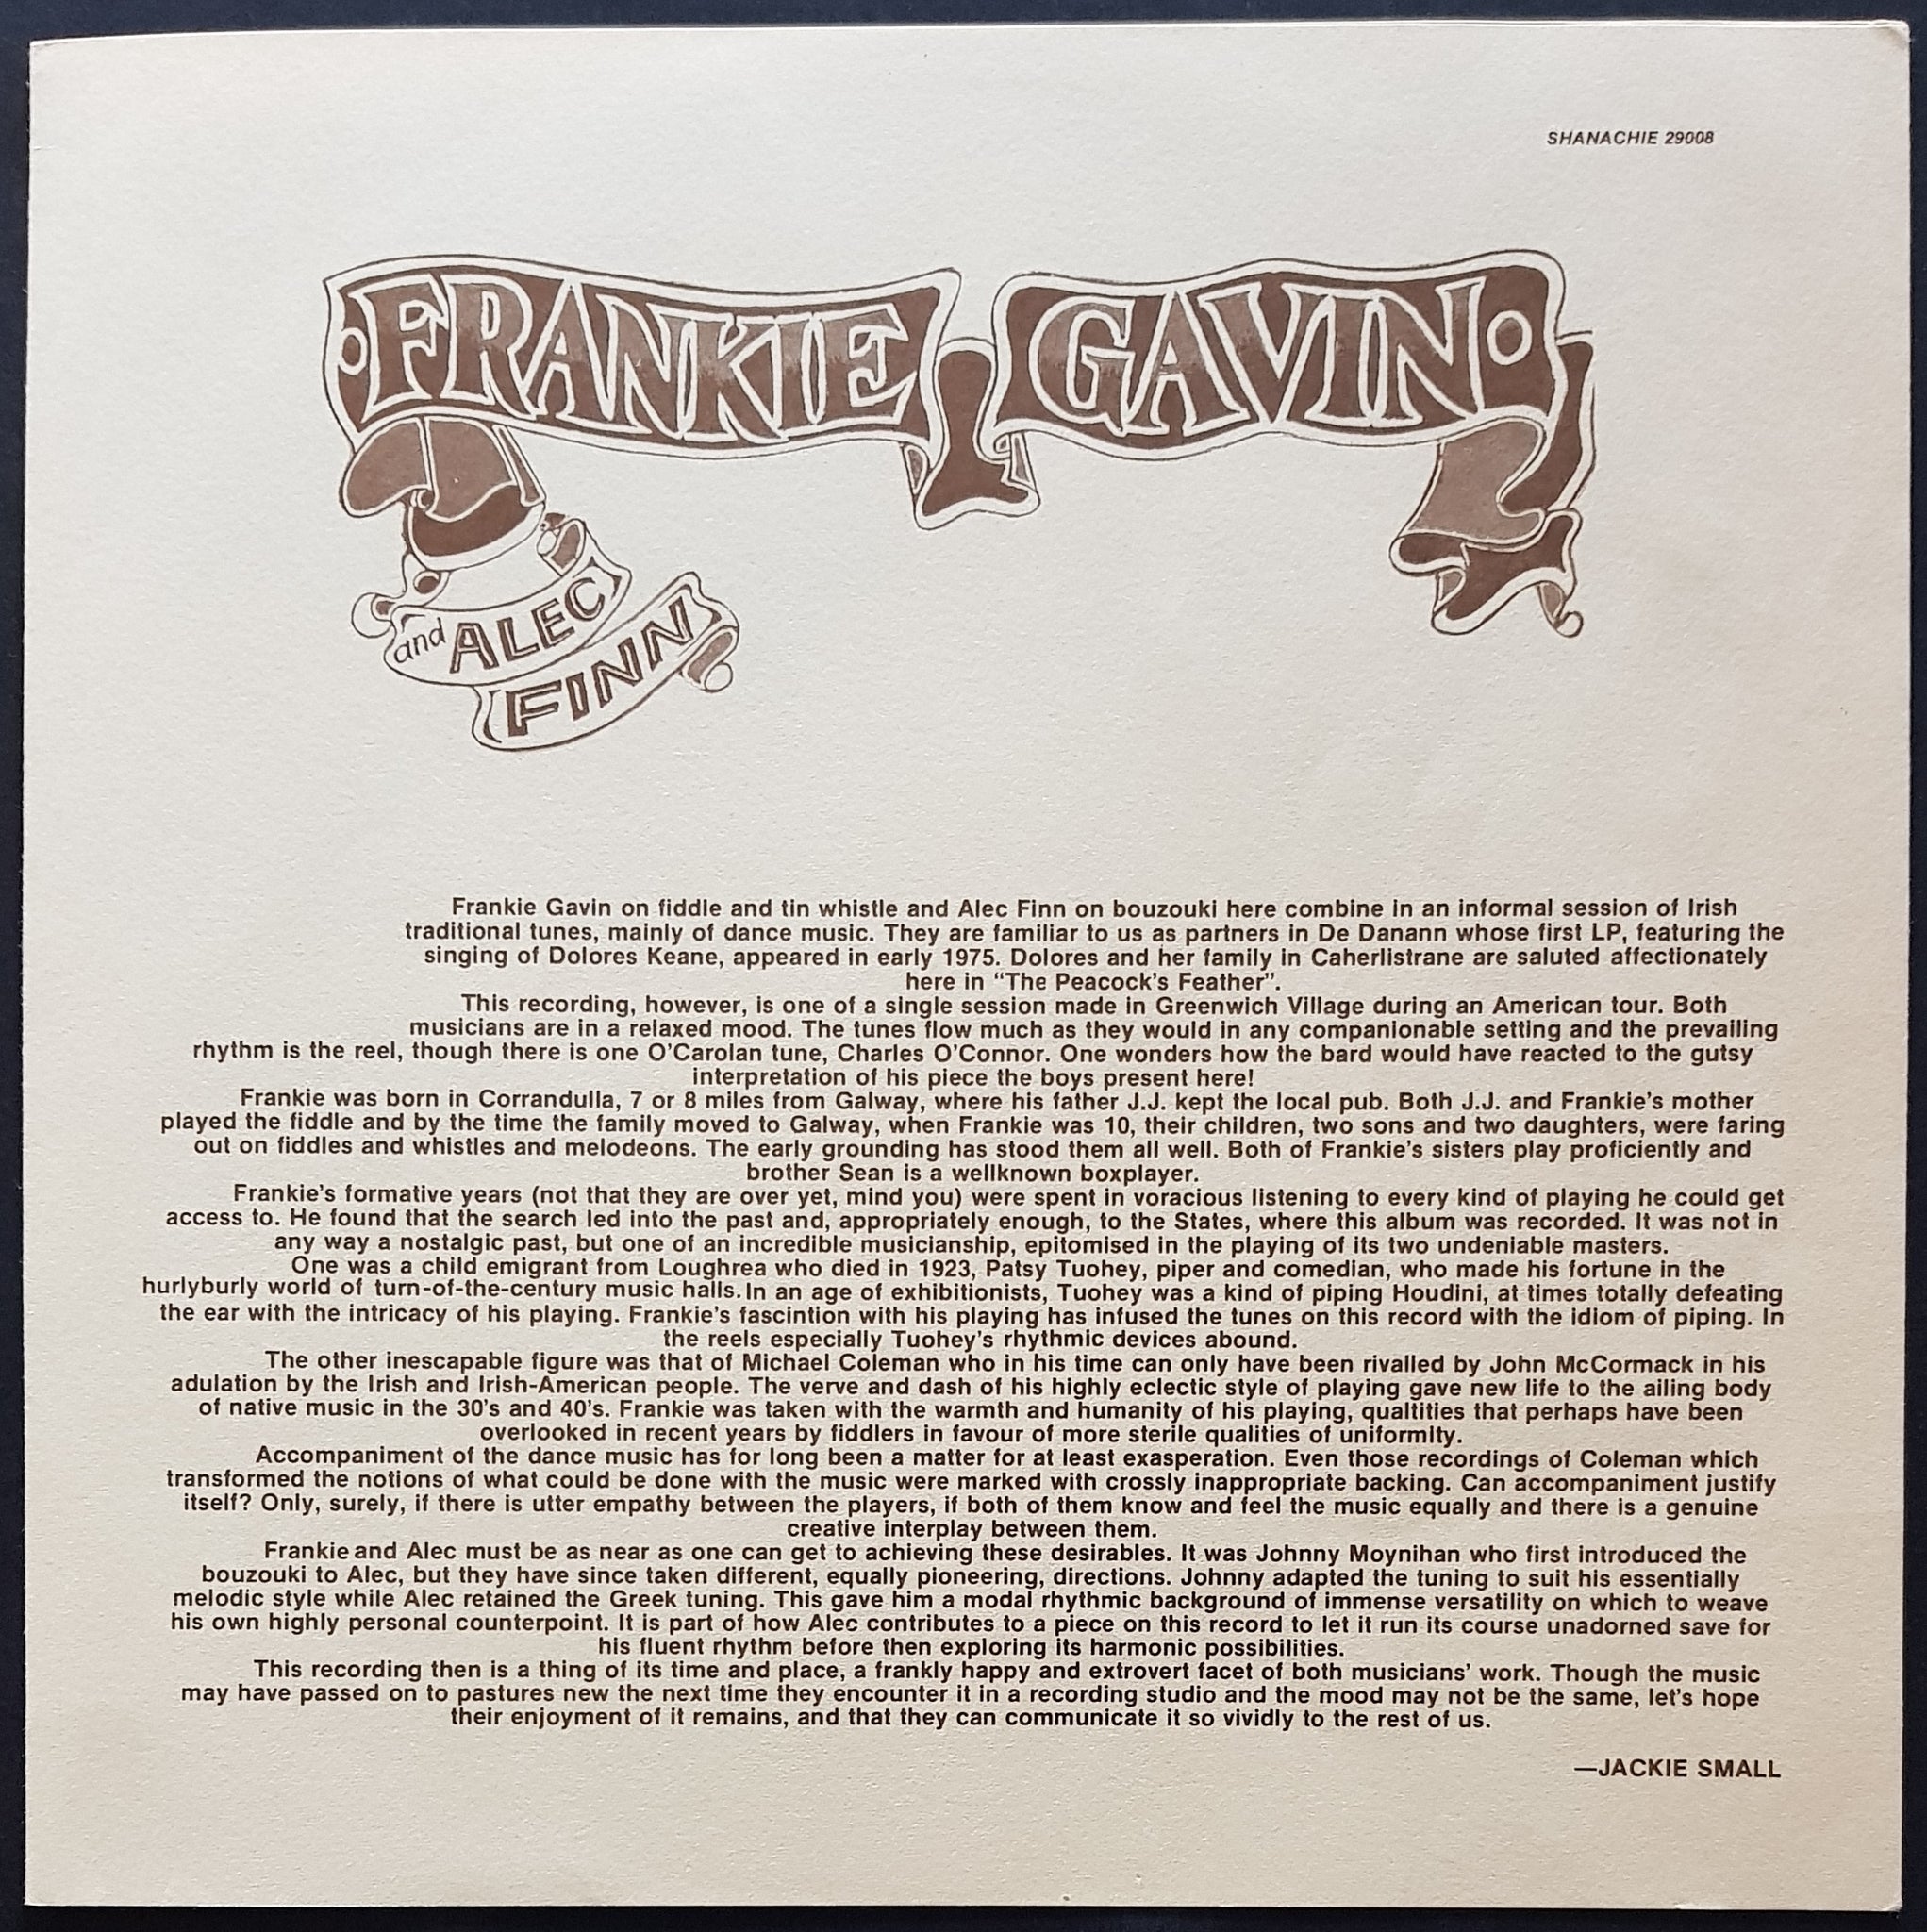 SHANACHIE 29008
FRANKIE GAVIN
and ALEC
FINN
Frankie Gavin on fiddle and tin whistle and Alec Finn on bouzouki here combine in an informal session of Irish
traditional tunes, mainly of dance music. They are familiar to us as partners in De Danann whose first LP, featuring the
singing of Dolores Keane, appeared in early 1975. Dolores and her family in Caherlistrane are saluted affectionately
here in “The Peacock’s Feather”.
This recording, however, is one of a single session made in Greenwich Village during an American tour. Both
musicians are in a relaxed mood. The tunes flow much as they would in any companionable setting and the prevailing
rhythm is the reel, though there is one O’Carolan tune, Charles O’Connor. One wonders how the bard would have reacted to the gutsy
interpretation of his piece the boys present here!
Frankie was born in Corrandulla, 7 or 8 miles from Galway, where his father J.J. kept the local pub. Both J.J. and Frankie’s mother
played the fiddle and by the time the family moved to Galway, when Frankie was 10, their children, two sons and two daughters, were faring
out on fiddles and whistles and melodeons. The early grounding has stood them all well. Both of Frankie’s sisters play proficiently and
brother Sean is a wellknown boxplayer.
Frankie’s formative years (not that they are over yet, mind you) were spent in voracious listening to every kind of playing he could get
access to. He found that the search led into the past and, appropriately enough, to the States, where this album was recorded. It was not in
any way a nostalgic past, but one of an incredible musicianship, epitomised in the playing of its two undeniable masters.
One was a child emigrant from Loughrea who died in 1923, Patsy Tuohey, piper and comedian, who made his fortune in the
hurlyburly world of turn-of-the-century music halls. In an age of exhibitionists, Tuohey was a kind of piping Houdini, at times totally defeating
the ear with the intricacy of his playing. Frankie’s fascintion with his playing has infused the tunes on this record with the idiom of piping. In
the reels especially Tuohey’s rhythmic devices abound.
The other inescapable figure was that of Michael Coleman who in his time can only have been rivalled by John McCormack in his
adulation by the Irish and Irish-American people. The verve and dash of his highly eclectic style of playing gave new life to the ailing body
of native music in the 30’s and 40’s. Frankie was taken with the warmth and humanity of his playing, qualtities that perhaps have been
overlooked in recent years by fiddlers in favour of more sterile qualities of uniformity.
Accompaniment of the dance music has for long been a matter for at least exasperation. Even those recordings of Coleman which
transformed the notions of what could be done with the music were marked with crossly inappropriate backing. Can accompaniment justify
itself? Only, surely, if there is utter empathy between the players, if both of them know and feel the music equally and there is a genuine
creative interplay between them.
Frankie and Alec must be as near as one can get to achieving these desirables. It was Johnny Moynihan who first introduced the
bouzouki to Alec, but they have since taken different, equally pioneering, directions. Johnny adapted the tuning to suit his essentially
melodic style while Alec retained the Greek tuning. This gave him a modal rhythmic background of immense versatility on which to weave
his own highly personal counterpoint. It is part of how Alec contributes to a piece on this record to let it run its course unadorned save for
his fluent rhythm before then exploring its harmonic possibilities.
This recording then is a thing of its time and place, a frankly happy and extrovert facet of both musicians’ work. Though the music
may have passed on to pastures new the next time they encounter it in a recording studio and the mood may not be the same, let’s hope
their enjoyment of it remains, and that they can communicate it so vividly to the rest of us.
—JACKIE SMALL